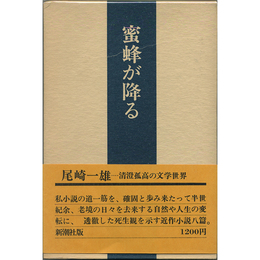 蜜蜂が降る
尾崎一雄─清澄孤高の文学世界
私小説の道一筋を、確固と歩み来たって半世
紀余、老境の日々を去来する自然や人生の変
転に、透徹した死生観を示す近作小説八篇。
新潮社版 1200円